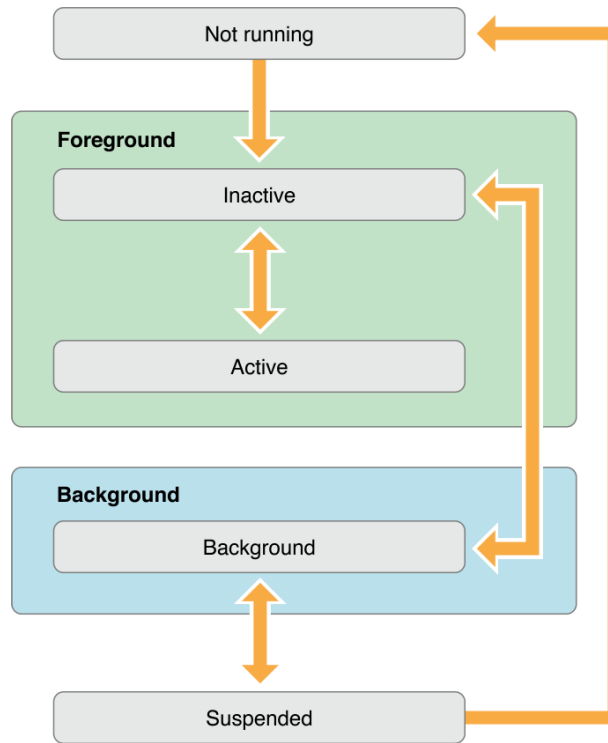 Not running
Foreground
Inactive
Active
Background
Background
Suspended